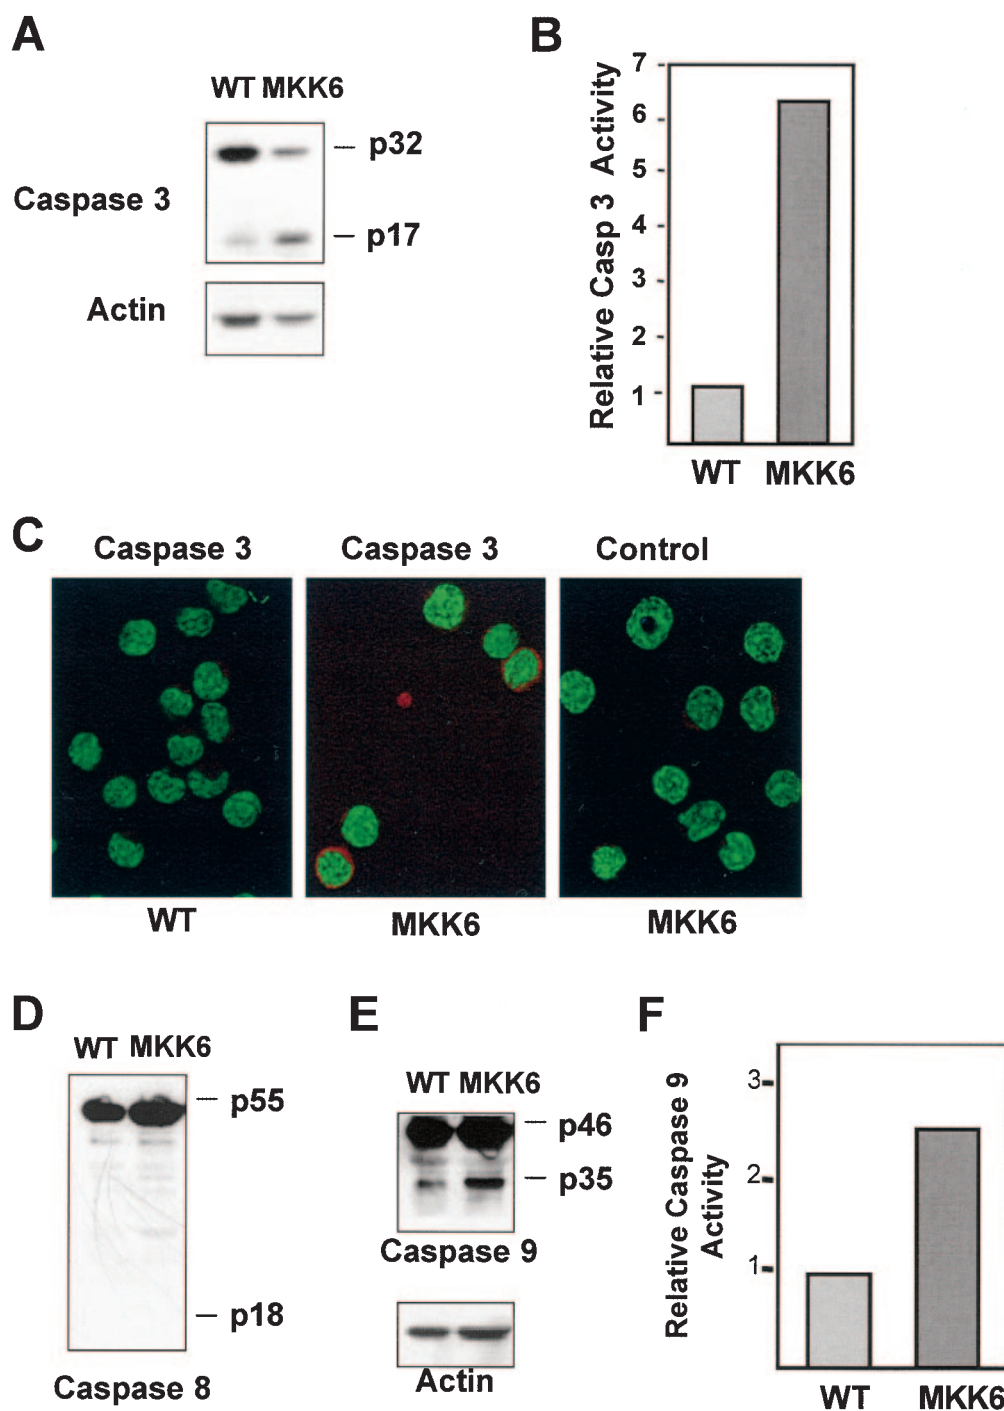 A
WT MKK6
p32
Caspase 3
p17
Actin
B
Relative Casp 3 Activity
7
6
5
4
3
2
1
WT MKK6
C
Caspase 3 Caspase 3 Control
WT MKK6 MKK6
D
WT MKK6
p55
p18
Caspase 8
E
WT MKK6
p46
p35
Caspase 9
Actin
F
Relative Caspase 9
Activity
3
2
1
WT MKK6